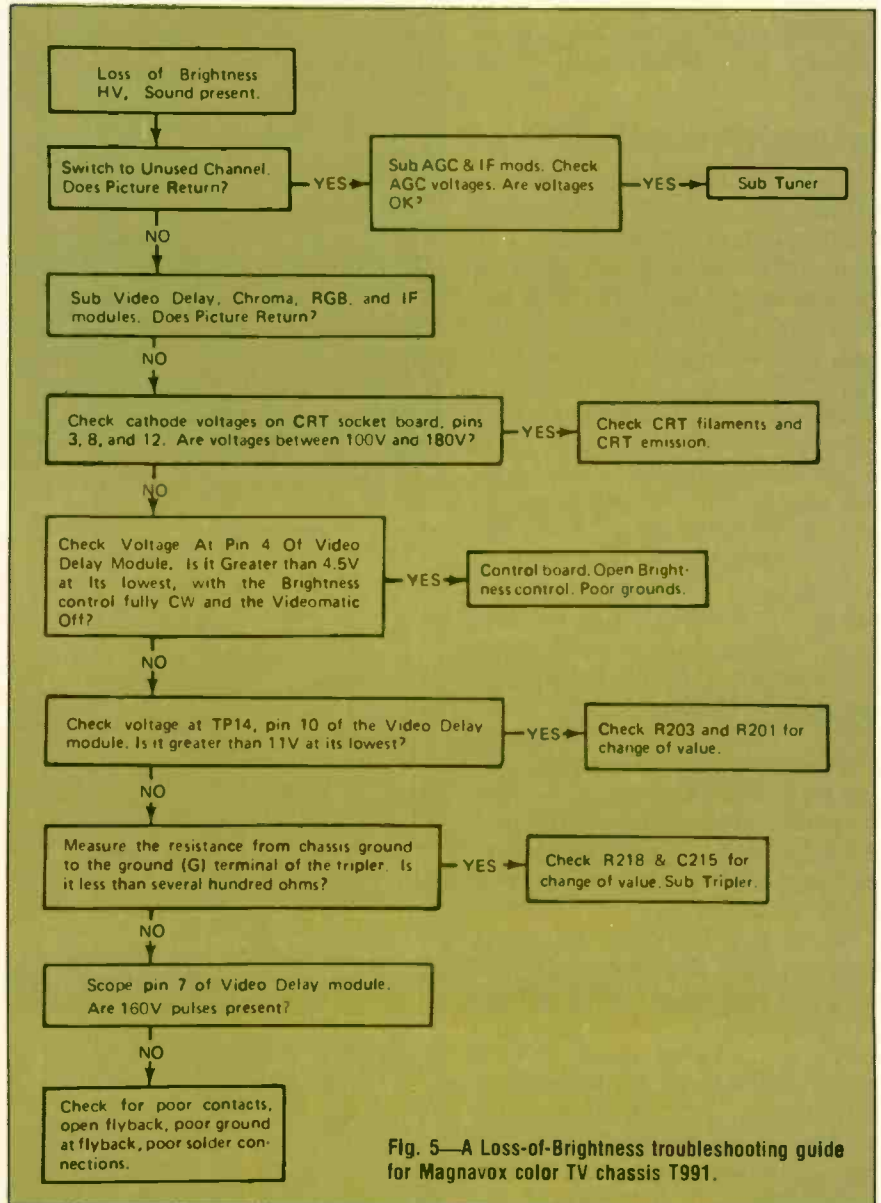 Loss of Brightness
HV, Sound present.
Switch to Unused Channel.
Does Picture Return?
YES
Sub AGC & IF mods. Check
AGC voltages. Are voltages
OK?
YES
Sub Tuner
NO
Sub Video Delay, Chroma, RGB, and IF
modules. Does Picture Return?
NO
Check cathode voltages on CRT socket board, pins
3, 8, and 12. Are voltages between 100V and 180V?
YES
Check CRT filaments and
CRT emission.
NO
Check Voltage At Pin 4 Of Video
Delay Module. Is it Greater than 4.5V
at Its lowest, with the Brightness
control fully CW and the Videomatic
Off?
YES
Control board. Open Bright-
ness control. Poor grounds.
NO
Check voltage at TP14, pin 10 of the Video Delay
module. Is it greater than 11V at its lowest?
YES
Check R203 and R201 for
change of value.
NO
Measure the resistance from chassis ground
to the ground (G) terminal of the tripler. Is
it less than several hundred ohms?
YES
Check R218 & C215 for
change of value. Sub Tripler.
NO
Scope pin 7 of Video Delay module.
Are 160V pulses present?
NO
Check for poor contacts,
open flyback, poor ground
at flyback, poor solder con-
nections.
Fig. 5—A Loss-of-Brightness troubleshooting guide
for Magnavox color TV chassis T991.